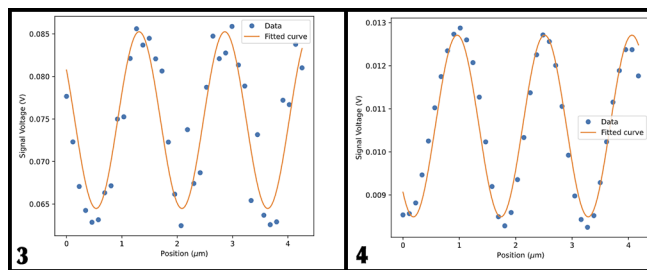 0.085
0.080
0.075
0.070
0.065
Signal Voltage (V)
0 1 2 3 4
Position (μm)
Data
Fitted curve
3
0.013
0.012
0.011
0.010
0.009
Signal Voltage (V)
0 1 2 3 4
Position (μm)
Data
Fitted curve
4